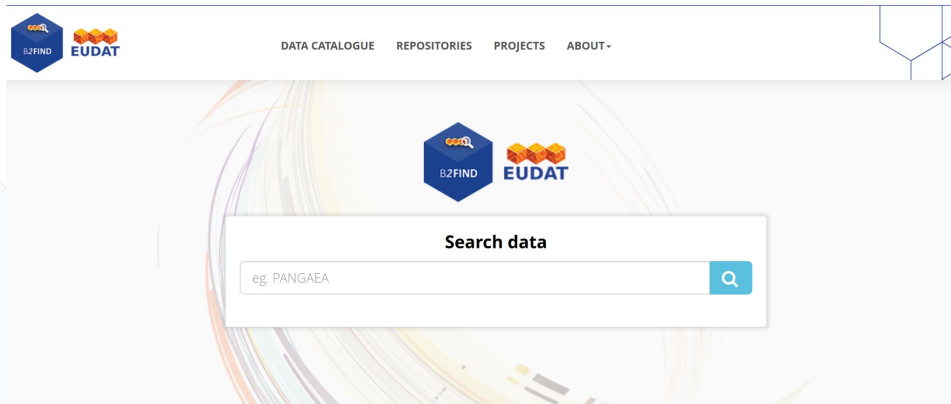 B2FIND EUDAT
DATA CATALOGUE REPOSITORIES PROJECTS ABOUT
B2FIND EUDAT
Search data
eg. PANGAEA